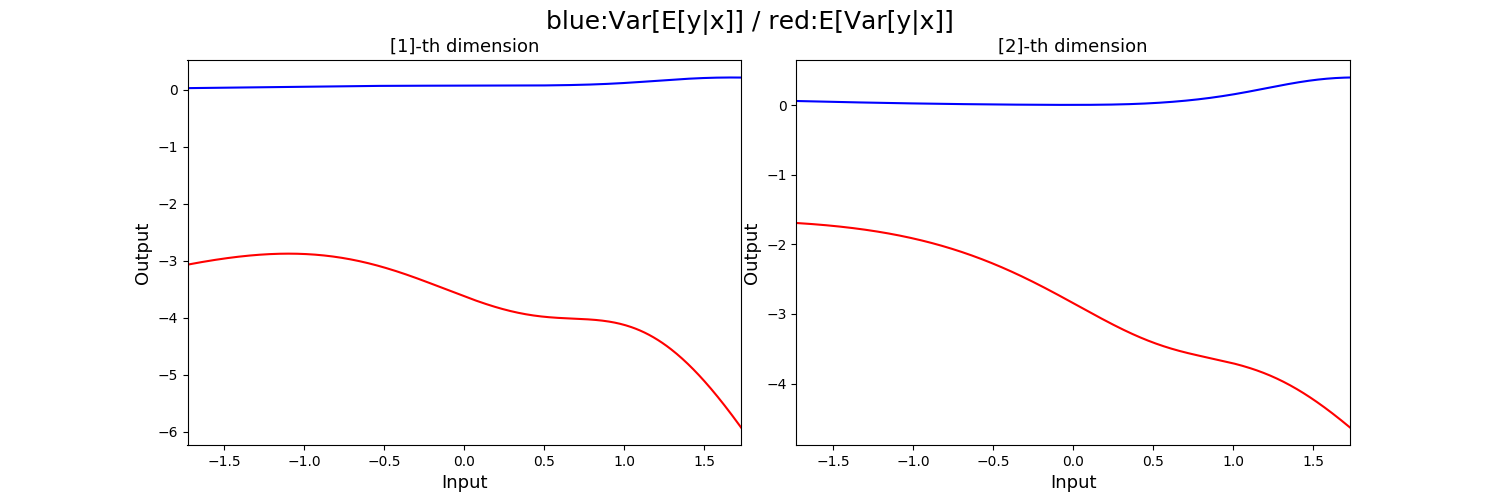 blue:Var[E[y|x]] / red:E[Var[y|x]]
[1]-th dimension
Output
0
−1
−2
−3
−4
−5
−6
−1.5 −1.0 −0.5 0.0 0.5 1.0 1.5
Input
[2]-th dimension
Output
0
−1
−2
−3
−4
−1.5 −1.0 −0.5 0.0 0.5 1.0 1.5
Input